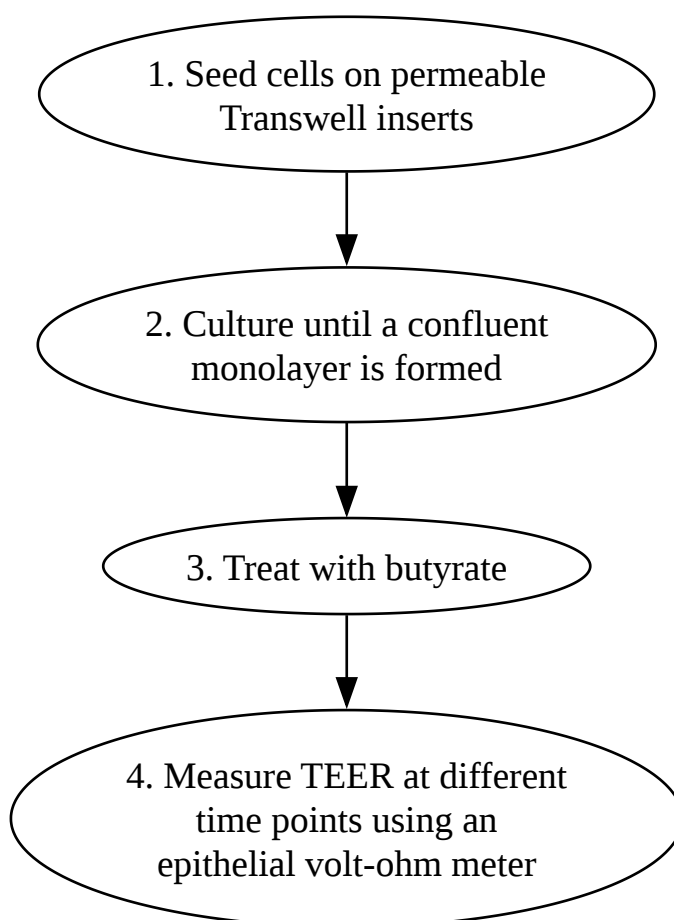 1. Seed cells on permeable
Transwell inserts
2. Culture until a confluent
monolayer is formed
3. Treat with butyrate
4. Measure TEER at different
time points using an
epithelial volt-ohm meter